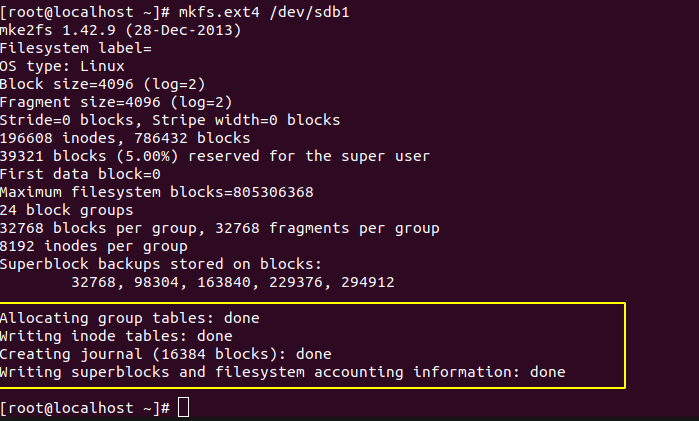 [root@localhost ~]# mkfs.ext4 /dev/sdb1
mke2fs 1.42.9 (28-Dec-2013)
Filesystem label=
OS type: Linux
Block size=4096 (log=2)
Fragment size=4096 (log=2)
Stride=0 blocks, Stripe width=0 blocks
196608 inodes, 786432 blocks
39321 blocks (5.00%) reserved for the super user
First data block=0
Maximum filesystem blocks=805306368
24 block groups
32768 blocks per group, 32768 fragments per group
8192 inodes per group
Superblock backups stored on blocks:
        32768, 98304, 163840, 229376, 294912
Allocating group tables: done
Writing inode tables: done
Creating journal (16384 blocks): done
Writing superblocks and filesystem accounting information: done
[root@localhost ~]#